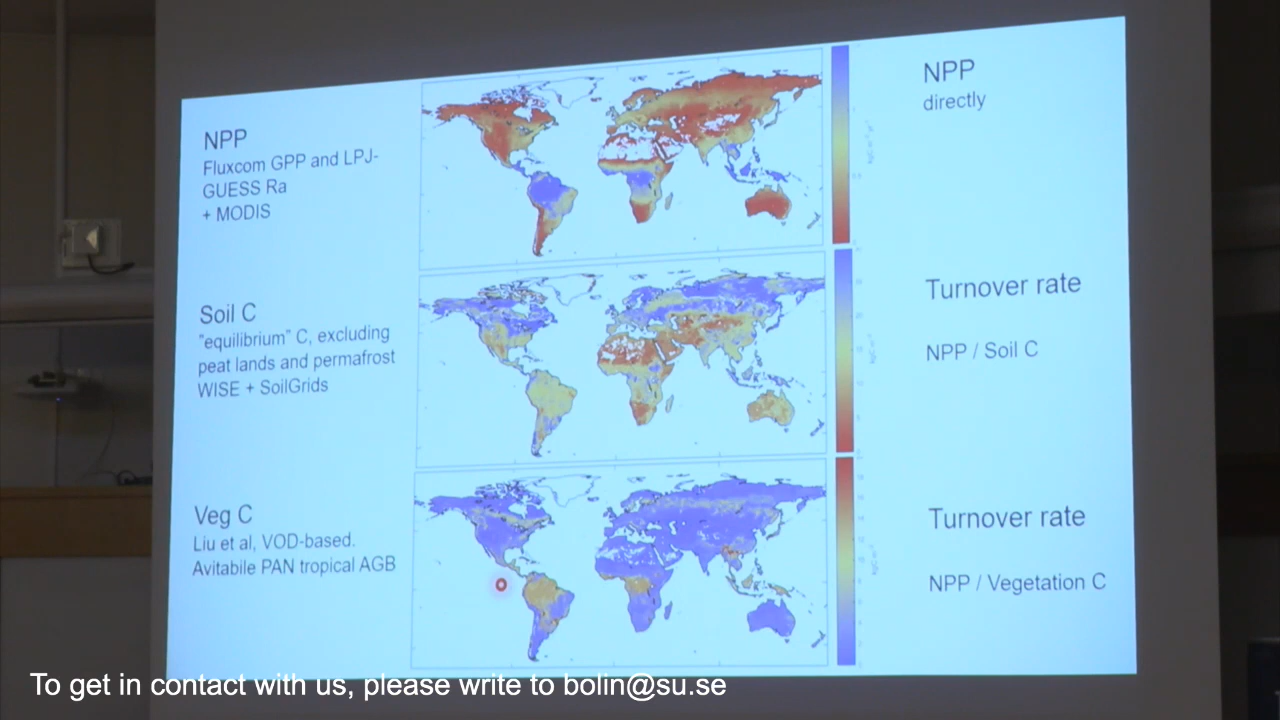 NPP
Fluxcom GPP and LPJ-
GUESS Ra
+ MODIS
NPP
directly
Soil C
"equilibrium" C, excluding
peat lands and permafrost
WISE + SoilGrids
Turnover rate
NPP / Soil C
Veg C
Liu et al, VOD-based.
Avitabile PAN tropical AGB
Turnover rate
NPP / Vegetation C
To get in contact with us, please write to bolin@su.se